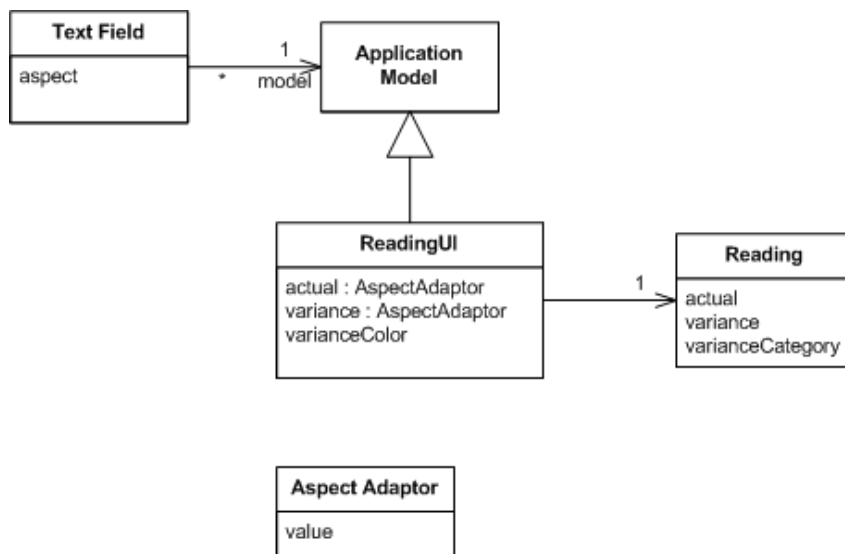 Text Field
aspect
1
* model
Application
Model
ReadingUI
actual : AspectAdaptor
variance : AspectAdaptor
varianceColor
1
Reading
actual
variance
varianceCategory
Aspect Adaptor
value